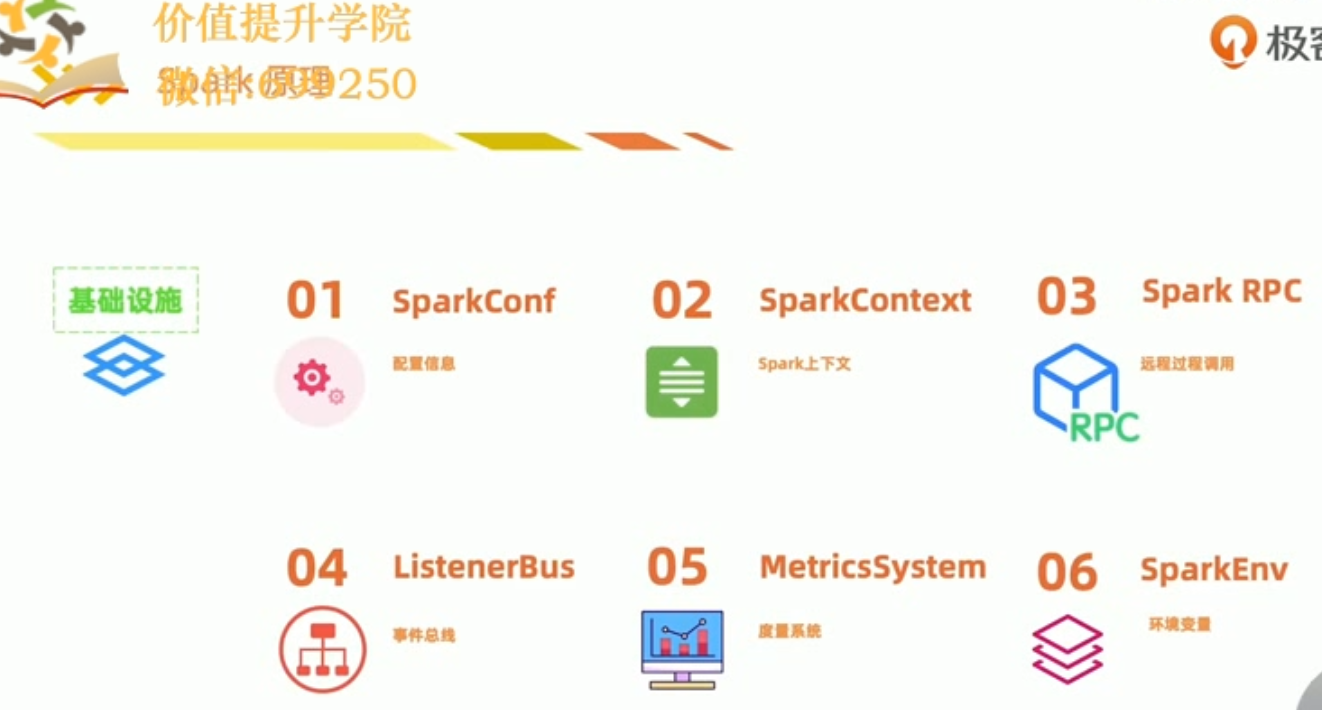 价值提升学院
Spark 原理
微信:699250
极客
基础设施
01 SparkConf
配置信息
02 SparkContext
Spark上下文
03 Spark RPC
远程过程调用
RPC
04 ListenerBus
事件总线
05 MetricsSystem
度量系统
06 SparkEnv
环境变量